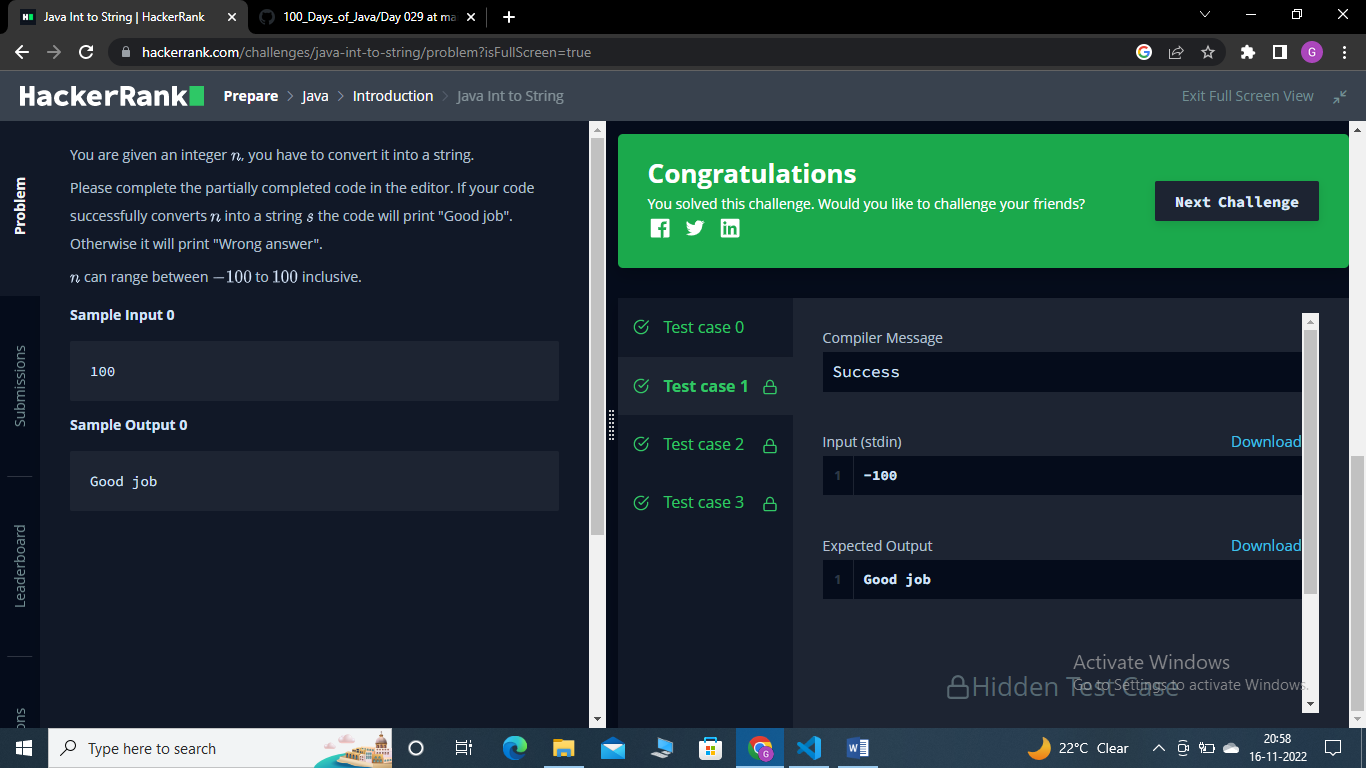 Java Int to String | HackerRank
100_Days_of_Java/Day 029 at ma
hackerrank.com/challenges/java-int-to-string/problem?isFullScreen=true
G
HackerRank
Prepare > Java > Introduction > Java Int to String
Exit Full Screen View
Problem
Submissions
Leaderboard
You are given an integer n, you have to convert it into a string.
Please complete the partially completed code in the editor. If your code
successfully converts n into a string s the code will print "Good job".
Otherwise it will print "Wrong answer".
n can range between −100 to 100 inclusive.
Sample Input 0
100
Sample Output 0
Good job
Congratulations
You solved this challenge. Would you like to challenge your friends?
Next Challenge
Test case 0
Test case 1
Test case 2
Test case 3
Compiler Message
Success
Input (stdin)
Download
1 -100
Expected Output
Download
1 Good job
Hidden Test Case
Activate Windows
Go to Settings to activate Windows.
Type here to search
22°C Clear
20:58
16-11-2022